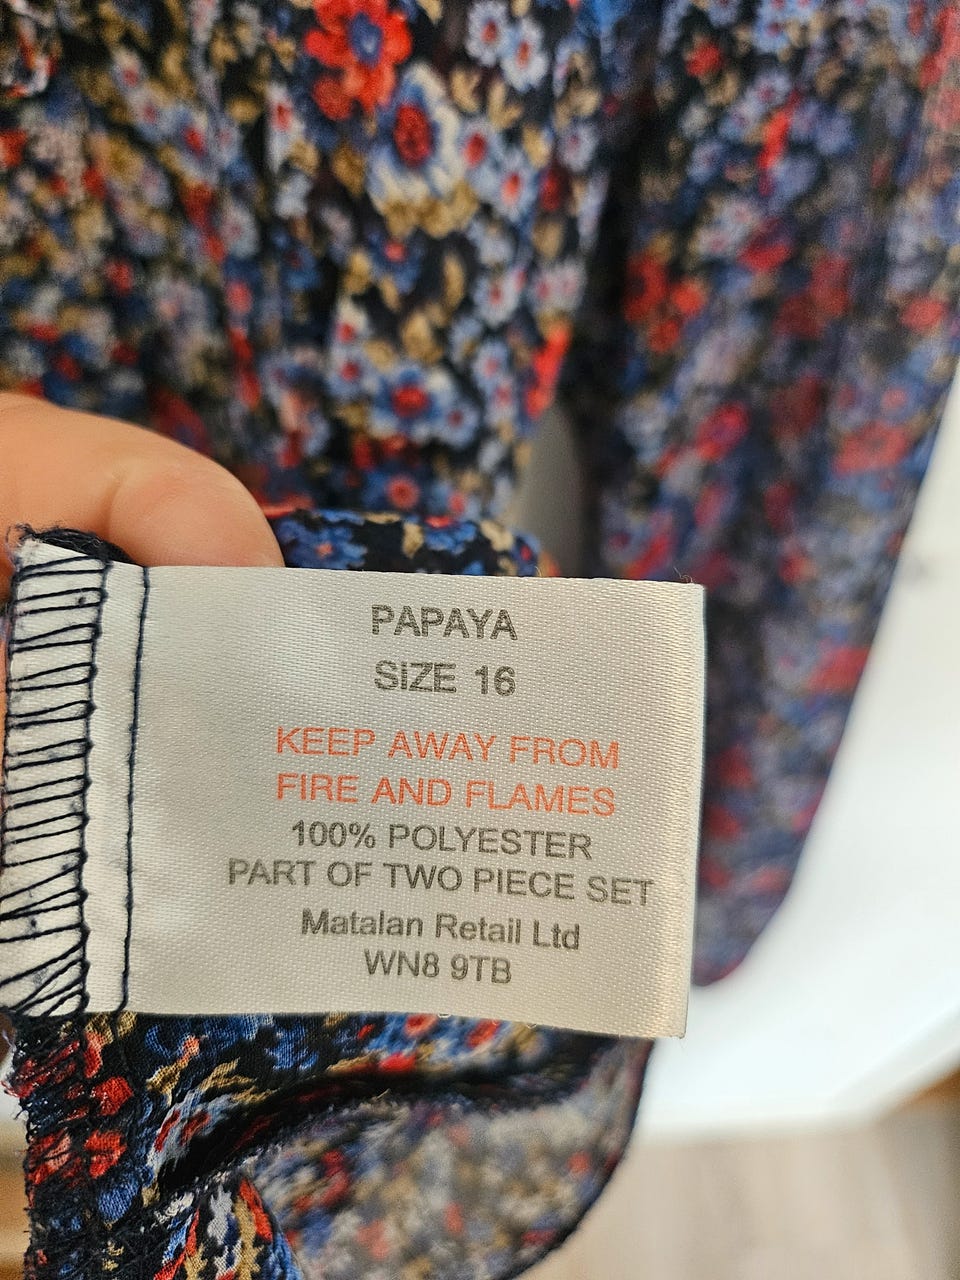 PAPAYA
SIZE 16
KEEP AWAY FROM
FIRE AND FLAMES
100% POLYESTER
PART OF TWO PIECE SET
Matalan Retail Ltd
WN8 9TB